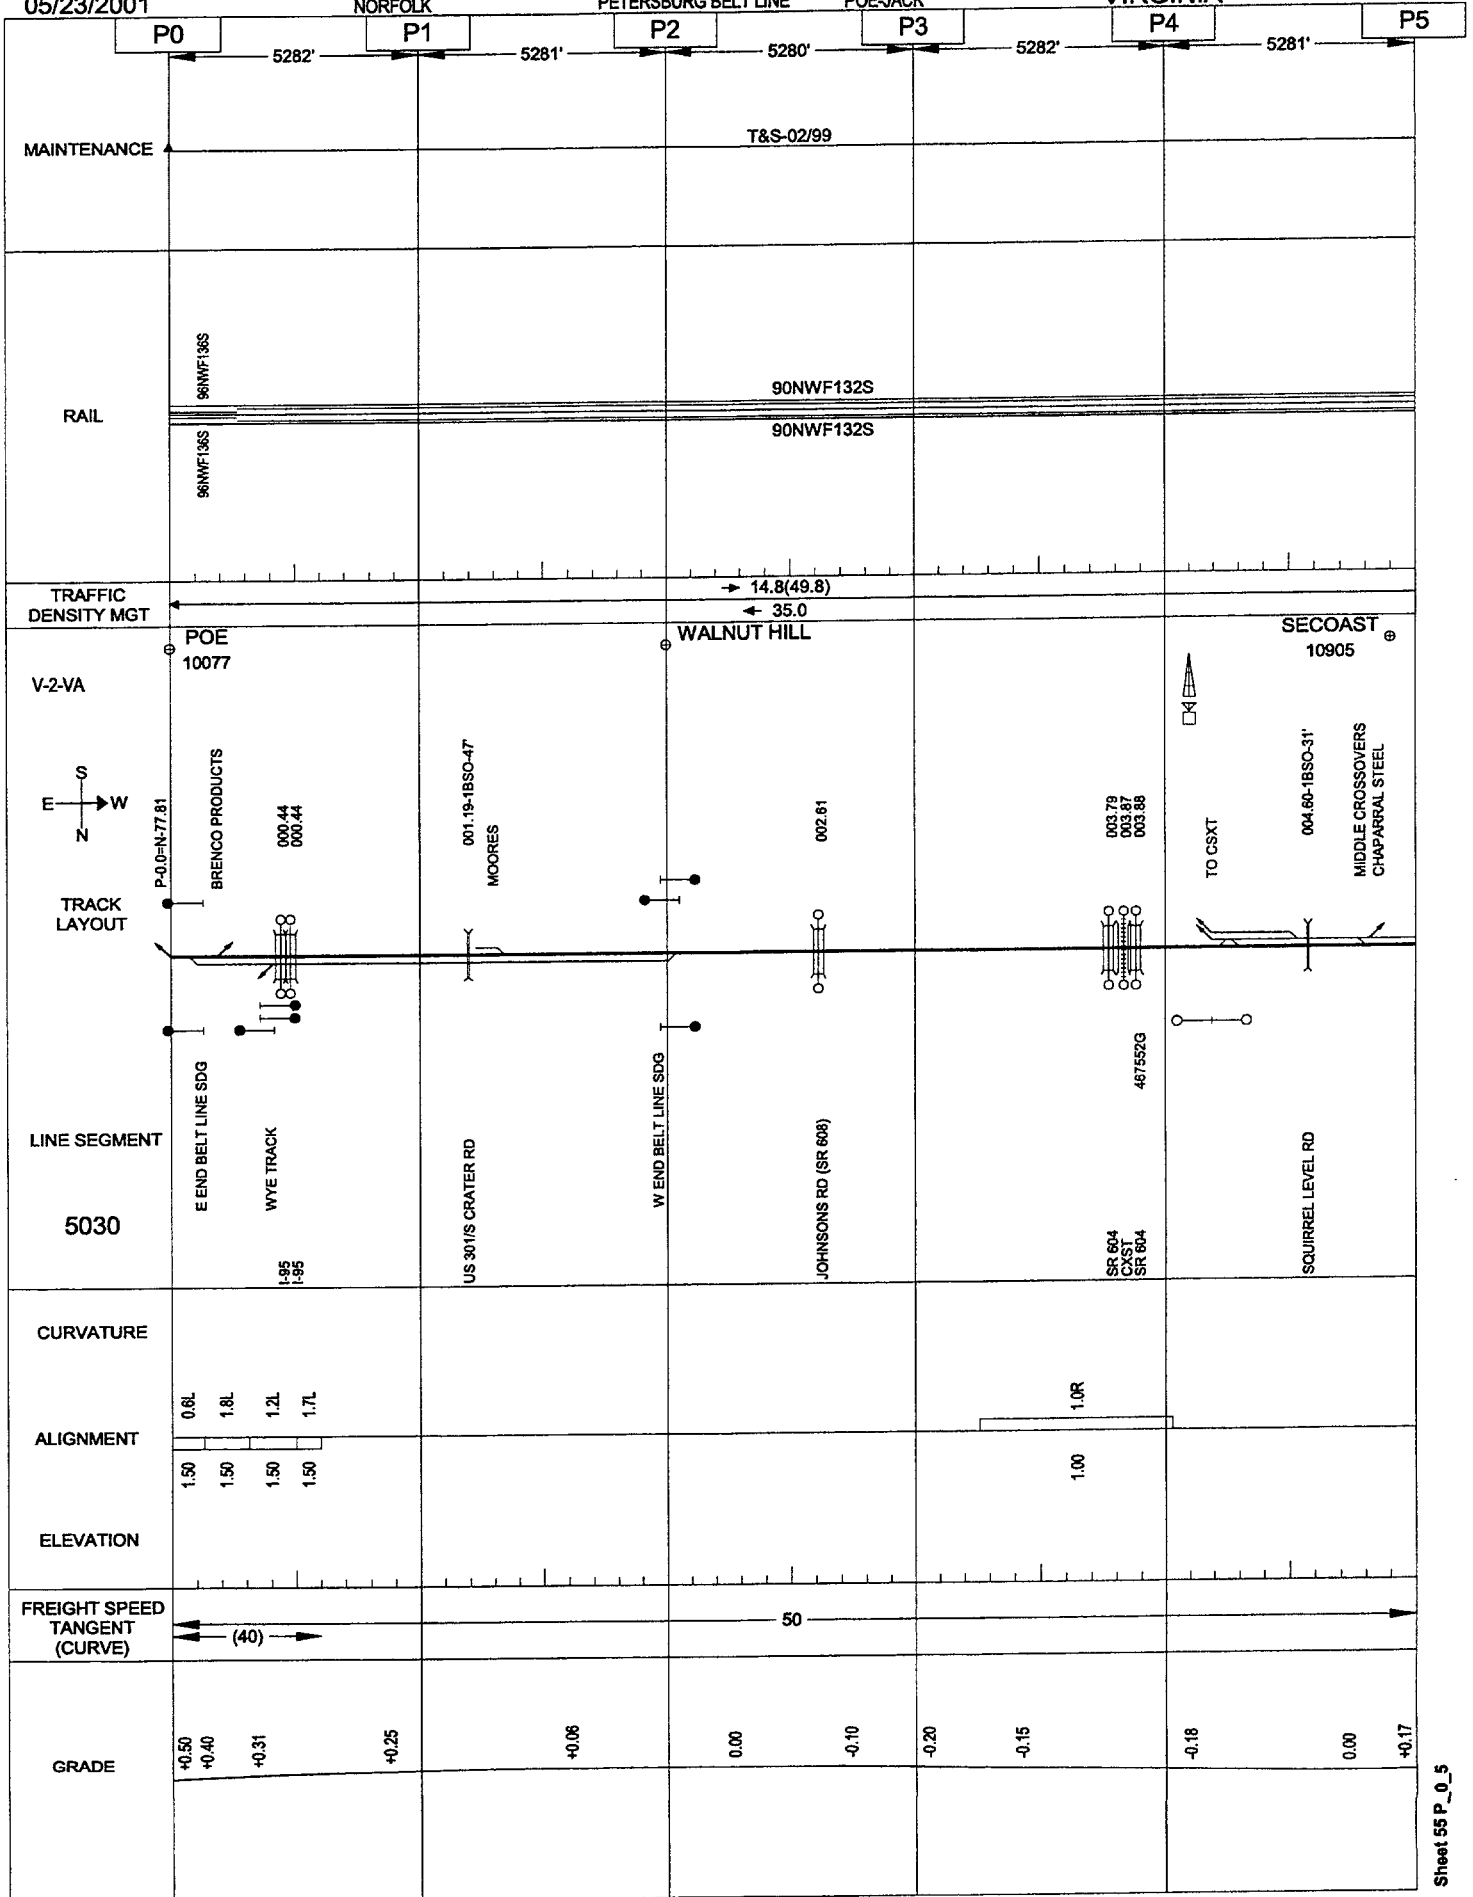 05/23/2001 NORFOLK PETERSBURG BELT LINE POE-JACK VIRGINIA
P0 P1 P2 P3 P4 P5
5282' 5281' 5280' 5282' 5281'
MAINTENANCE
T&S-02/99
RAIL
96NWF136S
96NWF136S
90NWF132S
90NWF132S
TRAFFIC
DENSITY MGT
14.8(49.8)
35.0
POE
10077
WALNUT HILL
SECOAST
10905
V-2-VA
S
E W
N
P-0.0=N-77.81
BRENCO PRODUCTS
000.44
000.44
001.19-1BSO-47'
MOORES
002.61
003.79
003.87
003.88
TO CSXT
004.60-1BSO-31'
MIDDLE CROSSOVERS
CHAPARRAL STEEL
TRACK
LAYOUT
LINE SEGMENT
5030
E END BELT LINE SDG
WYE TRACK
I-95
I-95
US 301/S CRATER RD
W END BELT LINE SDG
JOHNSONS RD (SR 608)
467552G
SR 604
CXST
SR 604
SQUIRREL LEVEL RD
CURVATURE
ALIGNMENT
0.6L
1.8L
1.2L
1.7L
1.0R
1.50
1.50
1.50
1.50
1.00
ELEVATION
FREIGHT SPEED
TANGENT
(CURVE)
50
(40)
GRADE
+0.50
+0.40
+0.31
+0.25
+0.06
0.00
-0.10
-0.20
-0.15
-0.18
0.00
+0.17
Sheet 55 P_0_5